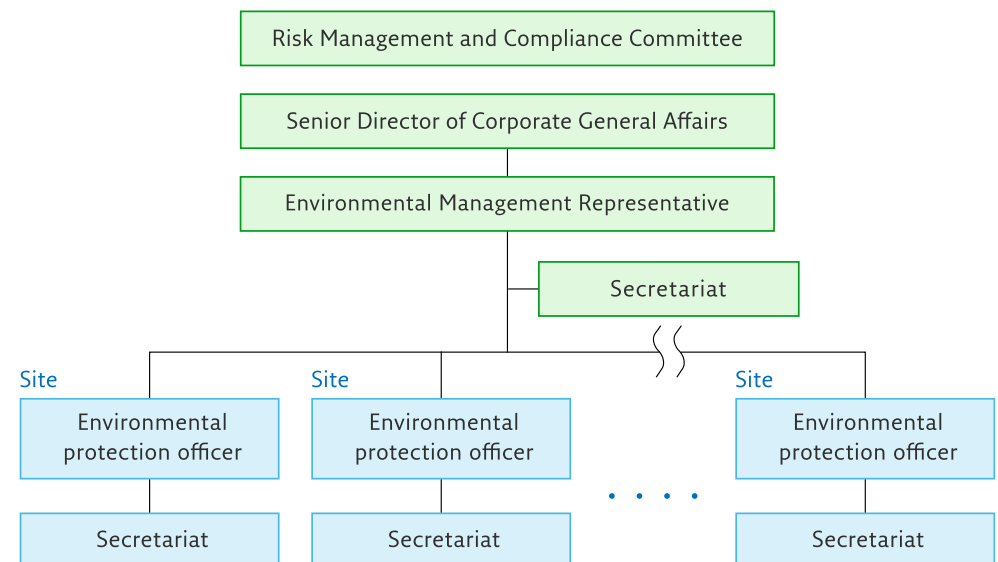 Risk Management and Compliance Committee
Senior Director of Corporate General Affairs
Environmental Management Representative
Secretariat
Site
Site
Site
Environmental
protection officer
Environmental
protection officer
Environmental
protection officer
Secretariat
Secretariat
Secretariat